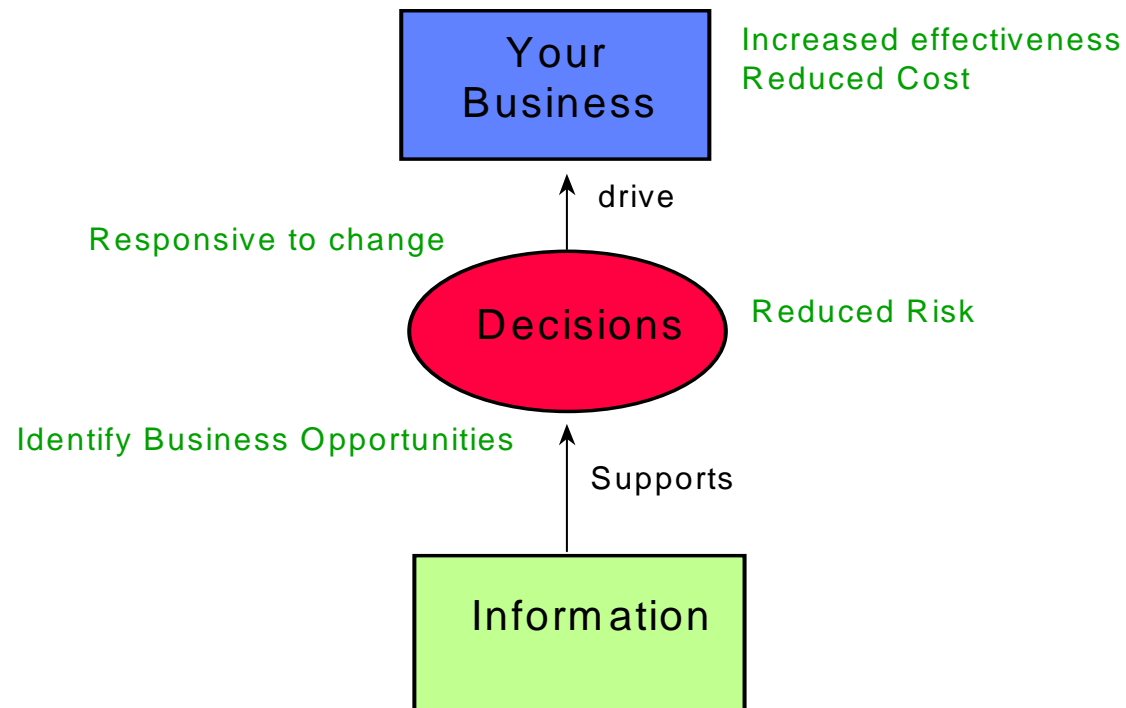 Your
Business
Increased effectiveness
Reduced Cost
drive
Responsive to change
Decisions
Reduced Risk
Identify Business Opportunities
Supports
Information